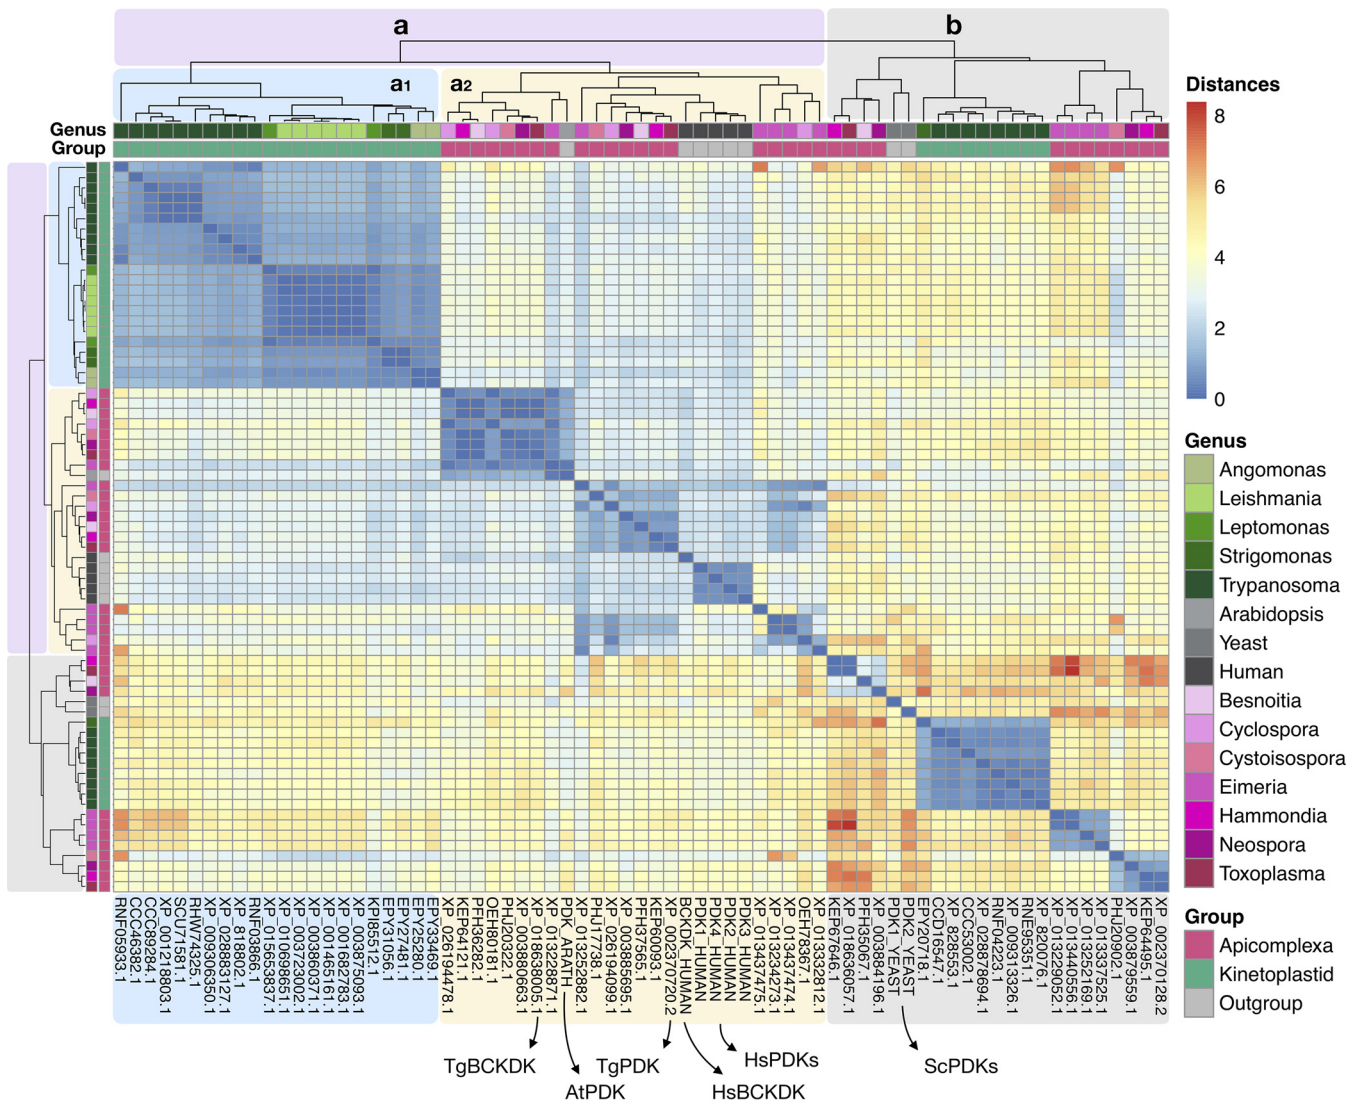 a
b
a1
a2
Genus
Group
Distances
8
6
4
2
0
Genus
Angomonas
Leishmania
Leptomonas
Strigomonas
Trypanosoma
Arabidopsis
Yeast
Human
Besnoitia
Cyclospora
Cystoisospora
Eimeria
Hammondia
Neospora
Toxoplasma
Group
Apicomplexa
Kinetoplastid
Outgroup
RNF05933.1
CCC46382.1
CCC89284.1
XP_001218803.1
SCU71581.1
RHW74325.1
XP_009306350.1
XP_028883127.1
XP_818802.1
RNF03866.1
XP_015653837.1
XP_010698651.1
XP_003723002.1
XP_003860371.1
XP_001465161.1
XP_001682783.1
XP_003875093.1
KPI85512.1
EPY31056.1
EPY27481.1
EPY25280.1
EPY33469.1
XP_026194478.1
KEP64121.1
PFH36282.1
OEH80181.1
PHJ20322.1
XP_003880663.1
XP_018638005.1
XP_013228871.1
PDK_ARATH
XP_013252882.1
PHJ17738.1
XP_026194099.1
XP_003885695.1
PFH37565.1
KEP60093.1
XP_002370720.2
BCKDK_HUMAN
PDK1_HUMAN
PDK4_HUMAN
PDK2_HUMAN
PDK3_HUMAN
XP_013437475.1
XP_013234273.1
XP_013437474.1
OEH78367.1
XP_013332812.1
KEP67646.1
XP_018636057.1
PFH35067.1
XP_003884196.1
PDK1_YEAST
PDK2_YEAST
EPY20718.1
CCD16547.1
XP_828553.1
CCC53002.1
XP_028878694.1
RNF04223.1
XP_009313326.1
RNE95351.1
XP_820076.1
XP_013229052.1
XP_013440556.1
XP_013252169.1
XP_013337525.1
PHJ20902.1
XP_003879559.1
KEP64495.1
XP_002370128.2
TgBCKDK
AtPDK
TgPDK
HsBCKDK
HsPDKs
ScPDKs